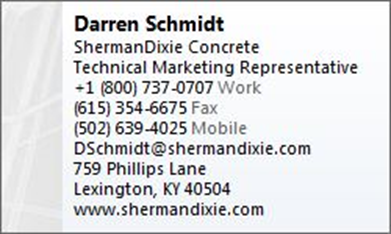 Darren Schmidt
ShermanDixie Concrete
Technical Marketing Representative
+1 (800) 737-0707 Work
(615) 354-6675 Fax
(502) 639-4025 Mobile
DSchmidt@shermandixie.com
759 Phillips Lane
Lexington, KY 40504
www.shermandixie.com